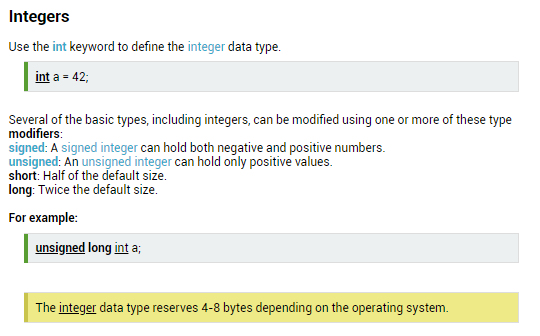 Integers
Use the int keyword to define the integer data type.
int a = 42;
Several of the basic types, including integers, can be modified using one or more of these type
modifiers:
signed: A signed integer can hold both negative and positive numbers.
unsigned: An unsigned integer can hold only positive values.
short: Half of the default size.
long: Twice the default size.
For example:
unsigned long int a;
The integer data type reserves 4-8 bytes depending on the operating system.